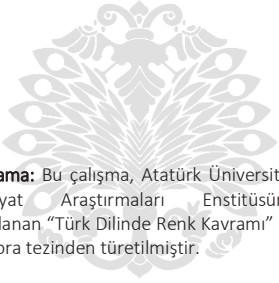 ama: Bu çalışma, Atatürk Üniversit
yat Araştırmaları Enstitüsün
lanan “Türk Dilinde Renk Kavramı”
ora tezinden türetilmiştir.